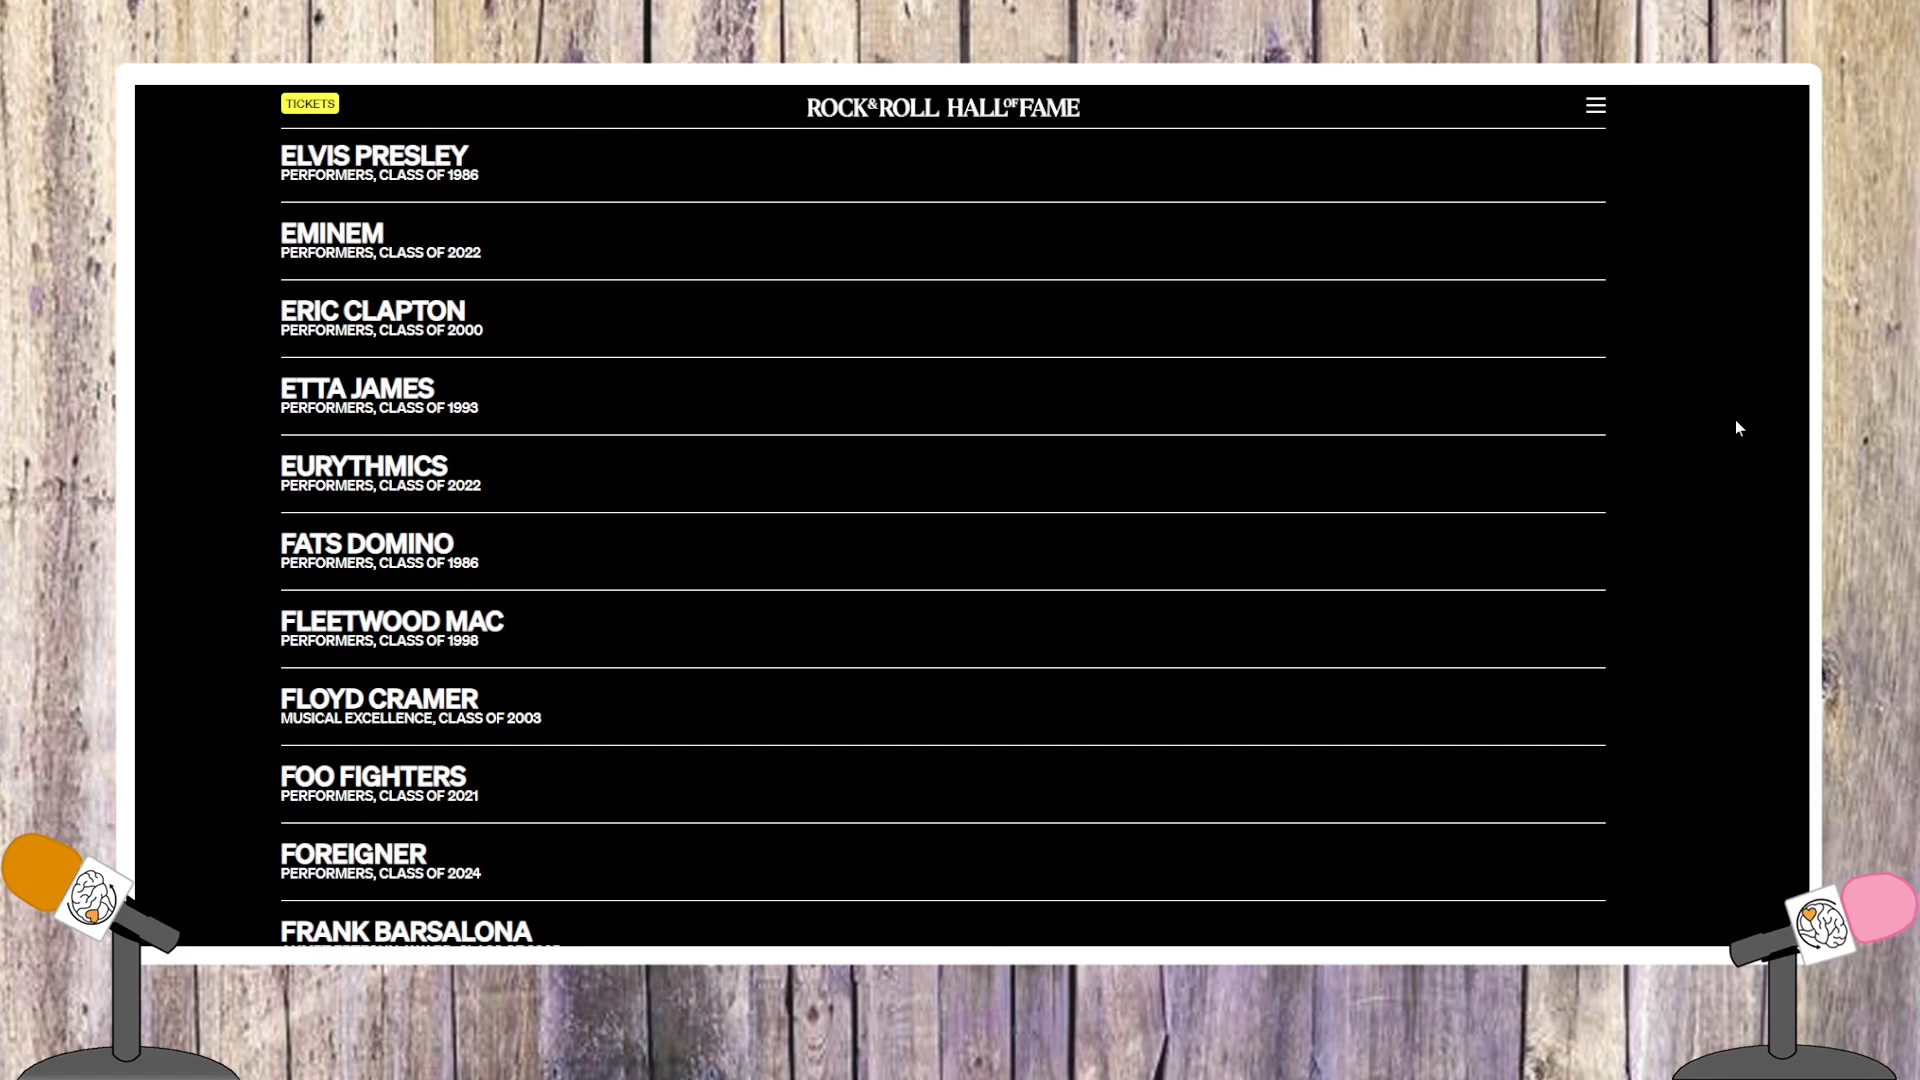 TICKETS
ROCK&ROLL HALL OF FAME
ELVIS PRESLEY
PERFORMERS, CLASS OF 1986
EMINEM
PERFORMERS, CLASS OF 2022
ERIC CLAPTON
PERFORMERS, CLASS OF 2000
ETTA JAMES
PERFORMERS, CLASS OF 1993
EURYTHMICS
PERFORMERS, CLASS OF 2022
FATS DOMINO
PERFORMERS, CLASS OF 1986
FLEETWOOD MAC
PERFORMERS, CLASS OF 1998
FLOYD CRAMER
MUSICAL EXCELLENCE, CLASS OF 2003
FOO FIGHTERS
PERFORMERS, CLASS OF 2021
FOREIGNER
PERFORMERS, CLASS OF 2024
FRANK BARSALONA